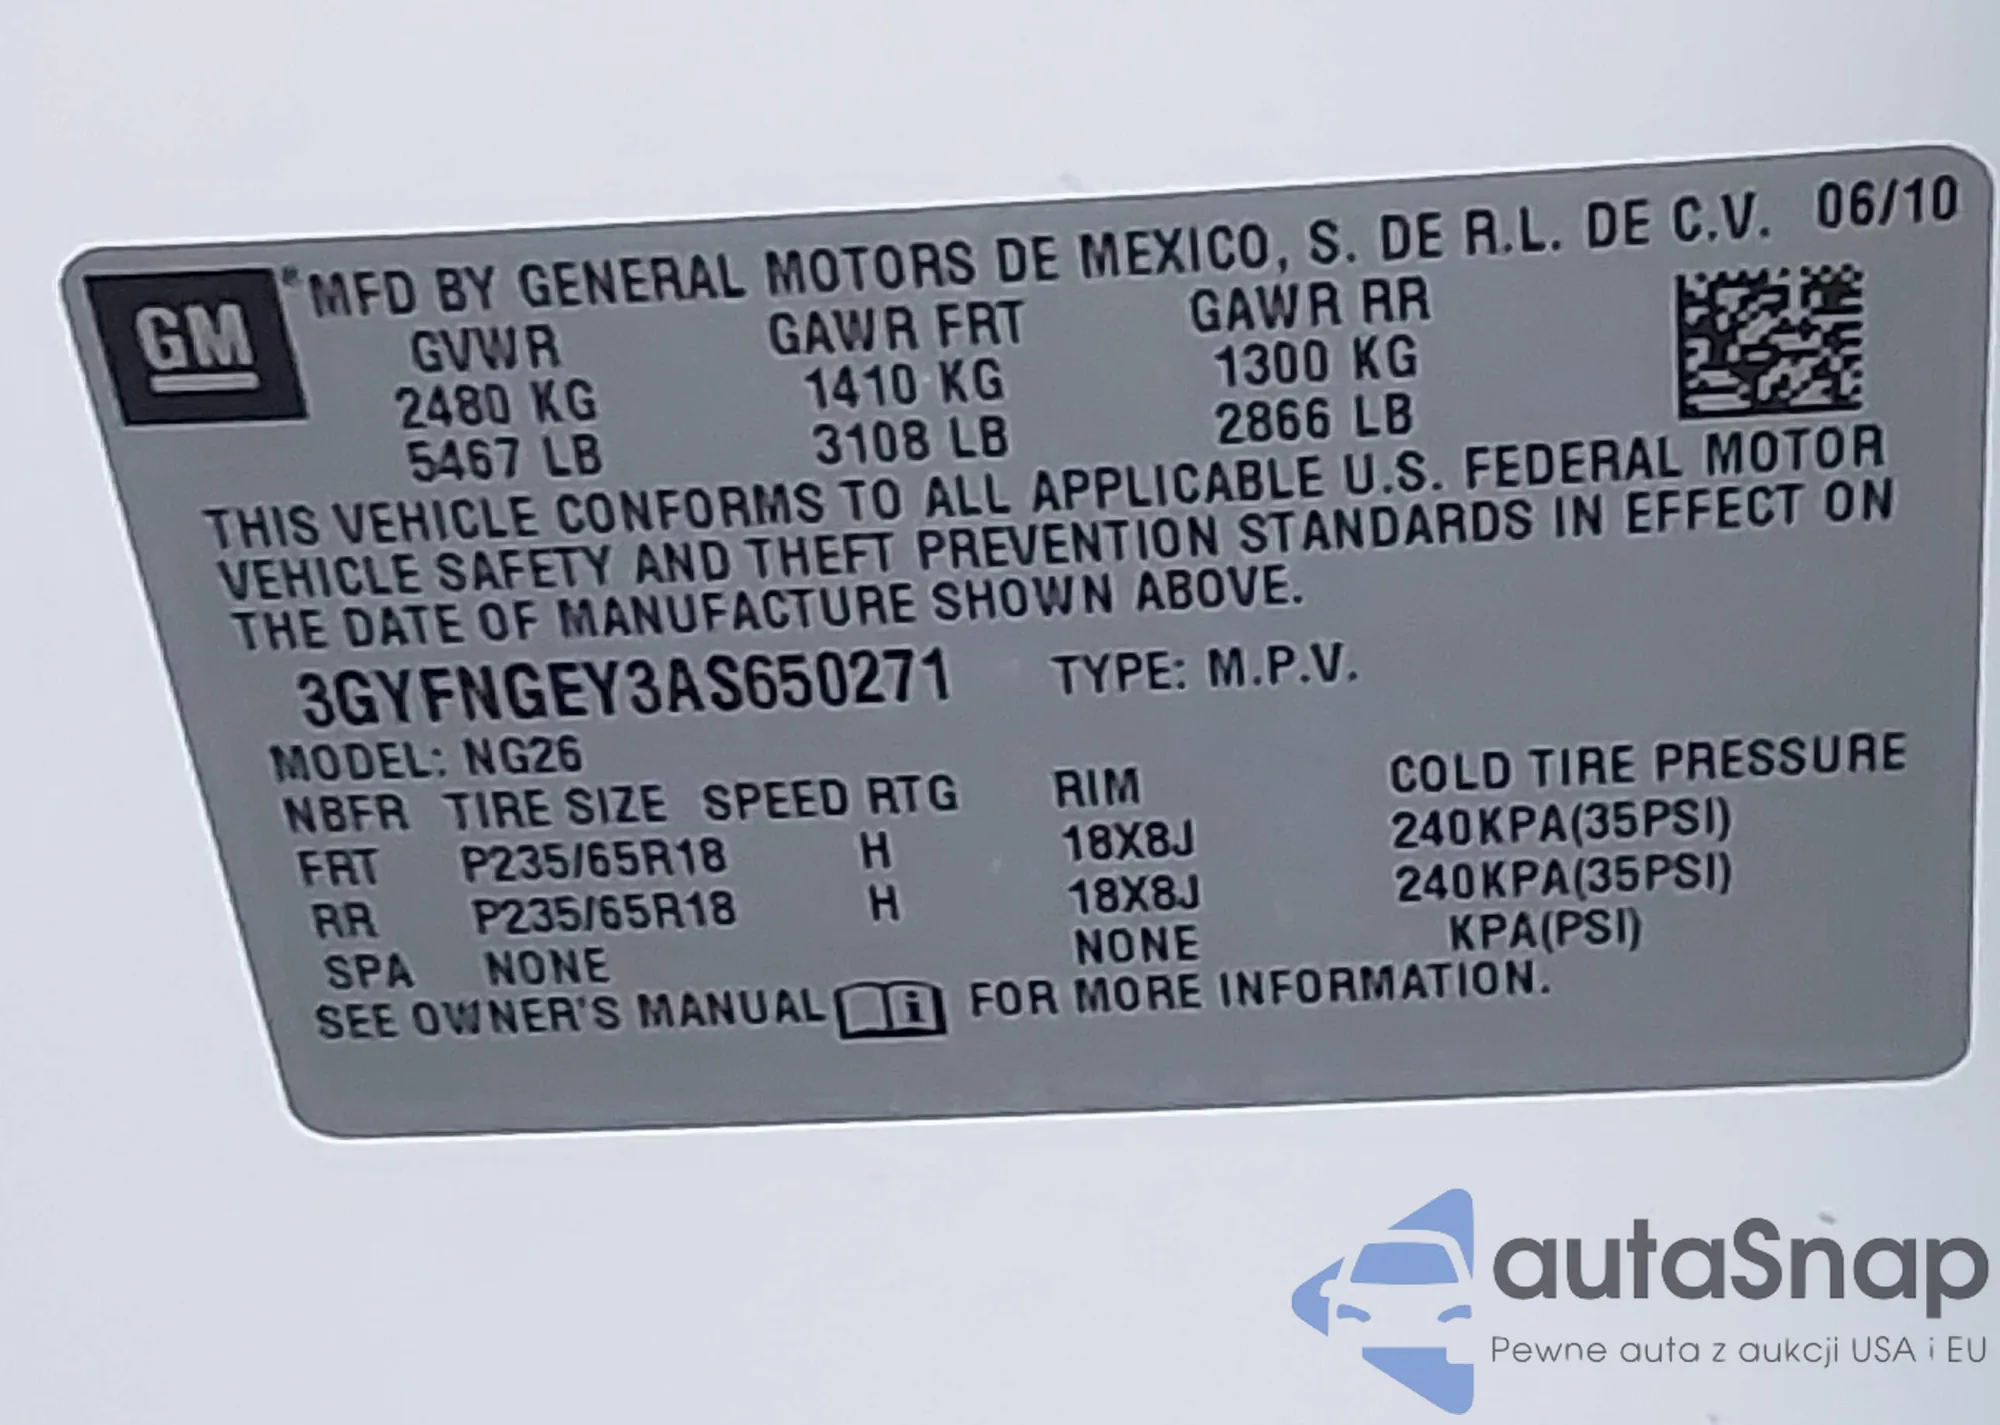 GM
MFD BY GENERAL MOTORS DE MEXICO, S. DE R.L. DE C.V. 06/10
GVWR GAWR FRT GAWR RR
2480 KG 1410 KG 1300 KG
5467 LB 3108 LB 2866 LB
THIS VEHICLE CONFORMS TO ALL APPLICABLE U.S. FEDERAL MOTOR
VEHICLE SAFETY AND THEFT PREVENTION STANDARDS IN EFFECT ON
THE DATE OF MANUFACTURE SHOWN ABOVE.
3GYFNGEY3AS650271 TYPE: M.P.V.
MODEL: NG26
NBFR TIRE SIZE SPEED RTG RIM COLD TIRE PRESSURE
FRT P235/65R18 H 18X8J 240KPA(35PSI)
RR P235/65R18 H 18X8J 240KPA(35PSI)
SPA NONE NONE KPA(PSI)
SEE OWNER'S MANUAL i FOR MORE INFORMATION.
autaSnap
Pewne auta z aukcji USA i EU